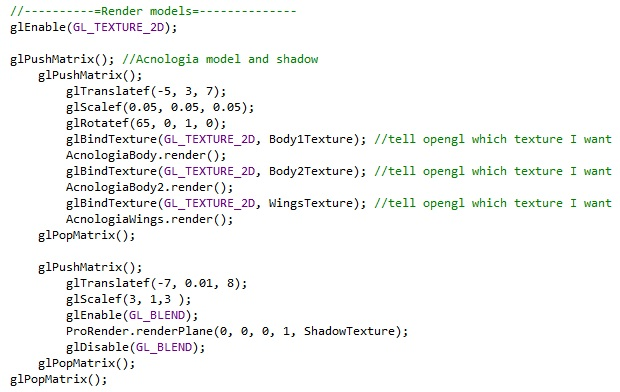 //----------=Render models=--------------
glEnable(GL_TEXTURE_2D);

glPushMatrix(); //Acnologia model and shadow
    glPushMatrix();
        glTranslatef(-5, 3, 7);
        glScalef(0.05, 0.05, 0.05);
        glRotatef(65, 0, 1, 0);
        glBindTexture(GL_TEXTURE_2D, Body1Texture); //tell opengl which texture I want
        AcnologiaBody.render();
        glBindTexture(GL_TEXTURE_2D, Body2Texture); //tell opengl which texture I want
        AcnologiaBody2.render();
        glBindTexture(GL_TEXTURE_2D, WingsTexture); //tell opengl which texture I want
        AcnologiaWings.render();
    glPopMatrix();

    glPushMatrix();
        glTranslatef(-7, 0.01, 8);
        glScalef(3, 1,3 );
        glEnable(GL_BLEND);
        ProRender.renderPlane(0, 0, 0, 1, ShadowTexture);
        glDisable(GL_BLEND);
    glPopMatrix();
glPopMatrix();